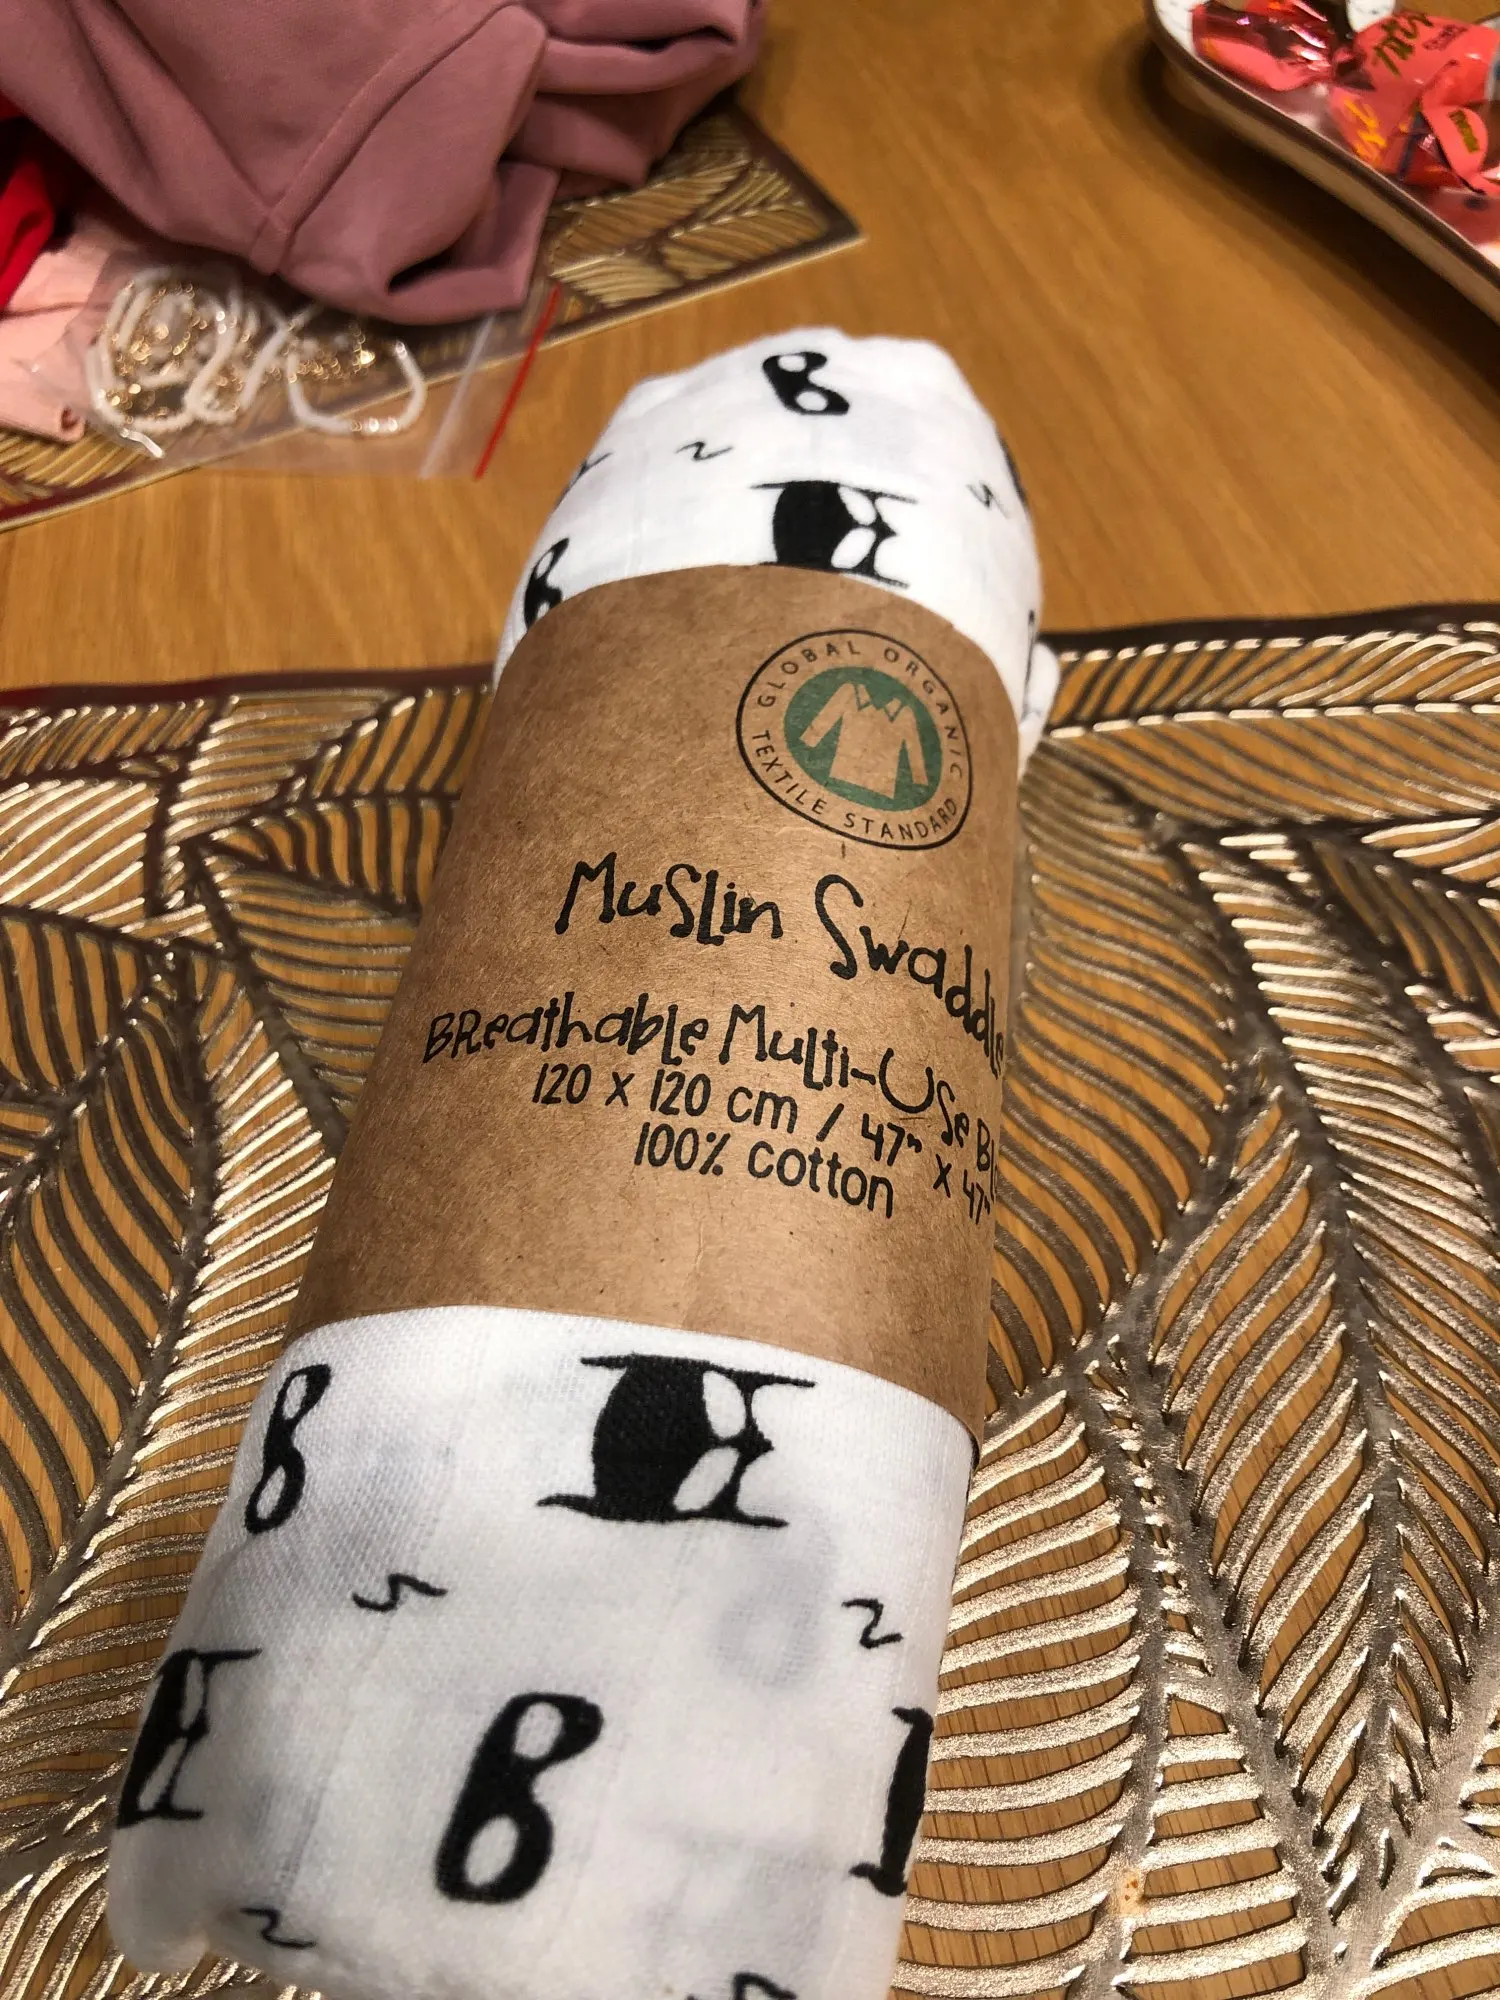 GLOBAL ORGANIC TEXTILE STANDARD
MuSLin Swaddle
BReathable Multi-USe
120 x 120 cm / 47" x 47"
100% cotton
B
E
B
B
E
E
B